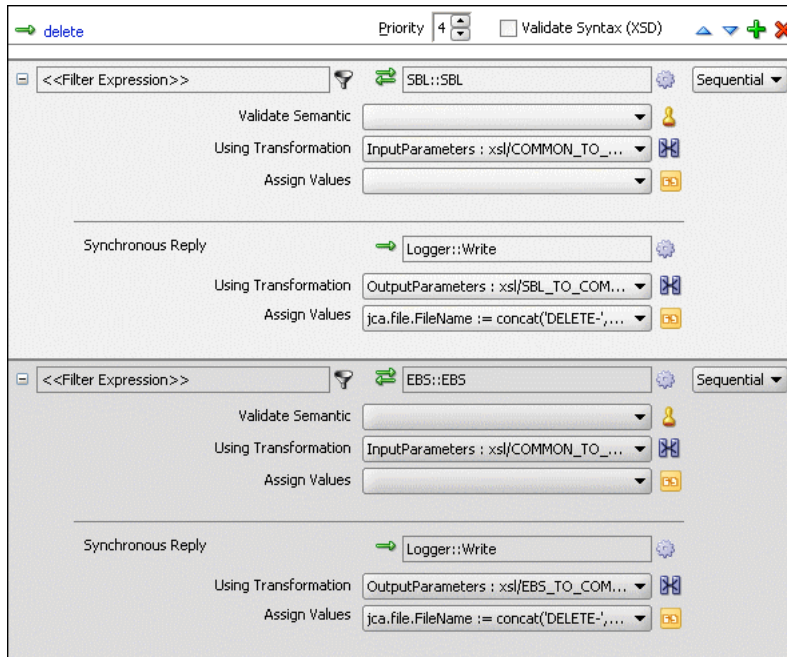 delete Priority 4 Validate Syntax (XSD)
<<Filter Expression>> SBL::SBL Sequential
Validate Semantic
Using Transformation InputParameters : xsl/COMMON_TO_...
Assign Values
Synchronous Reply Logger::Write
Using Transformation OutputParameters : xsl/SBL_TO_COM...
Assign Values jca.file.FileName := concat('DELETE-',...
<<Filter Expression>> EBS::EBS Sequential
Validate Semantic
Using Transformation InputParameters : xsl/COMMON_TO_...
Assign Values
Synchronous Reply Logger::Write
Using Transformation OutputParameters : xsl/EBS_TO_COM...
Assign Values jca.file.FileName := concat('DELETE-',...